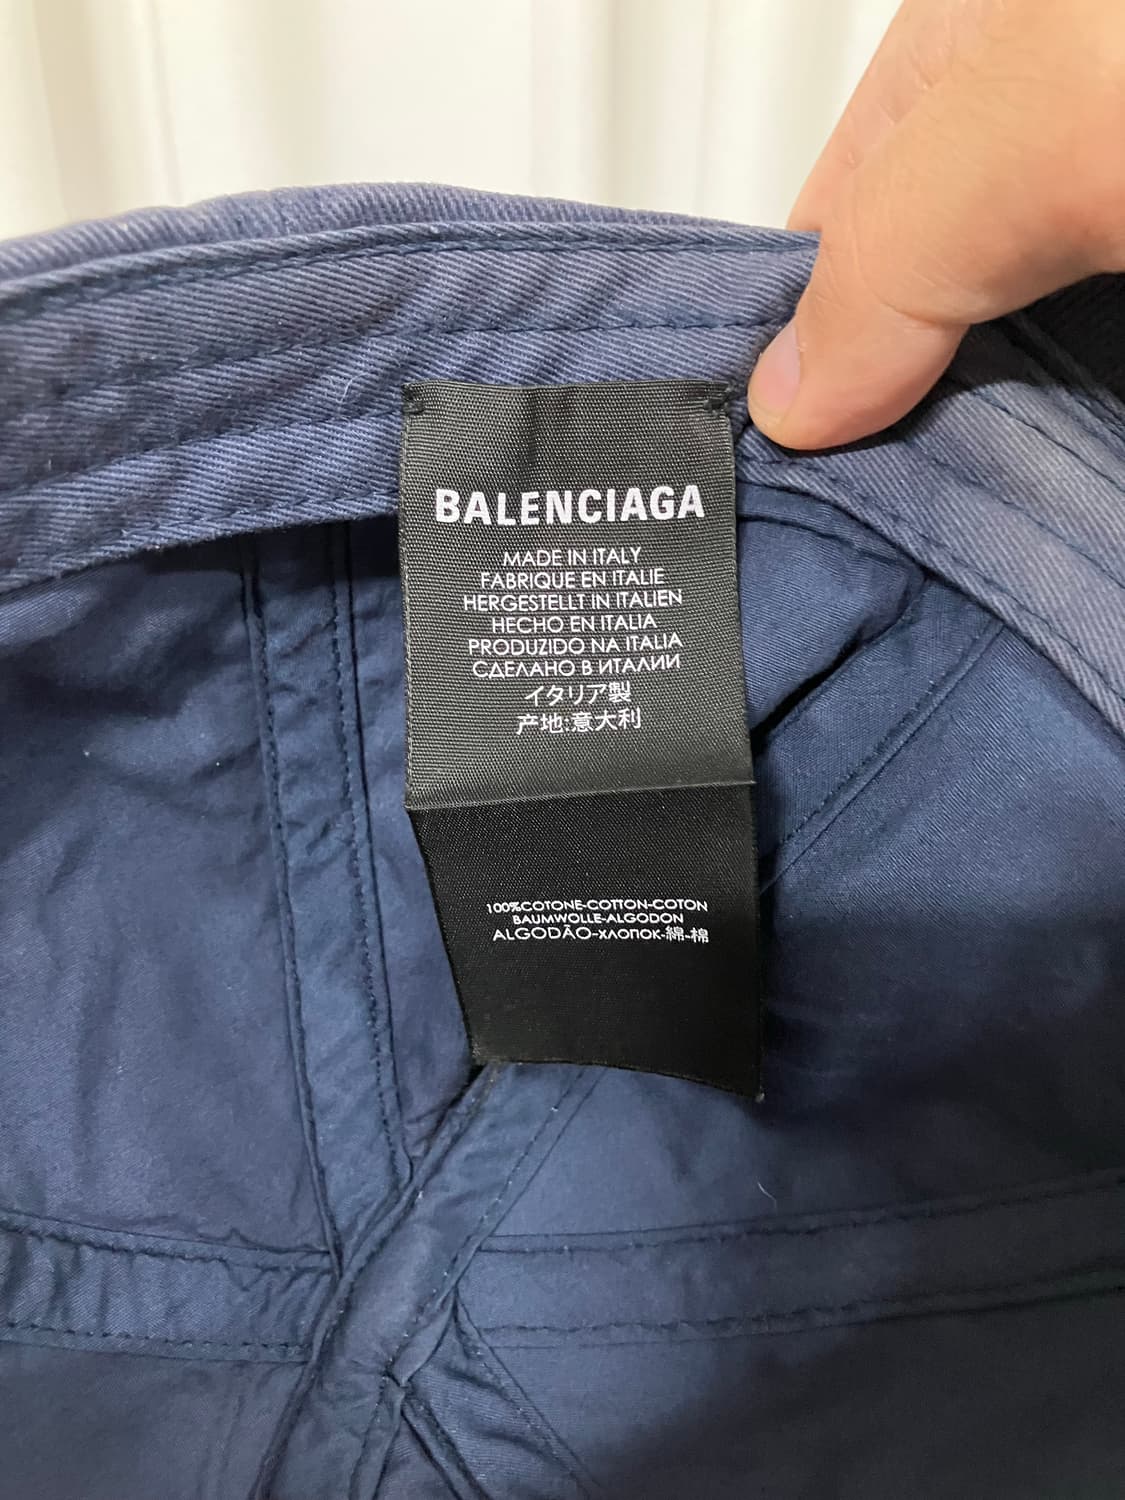 BALENCIAGA
MADE IN ITALY
FABRIQUE EN ITALIE
HERGESTELLT IN ITALIEN
HECHO EN ITALIA
PRODUZIDO NA ITALIA
СДЕЛАНО В ИТАЛИИ
イタリア製
产地:意大利
100%COTONE-COTTON-COTON
BAUMWOLLE-ALGODON
ALGODÃO-ХЛОПОК-綿-棉